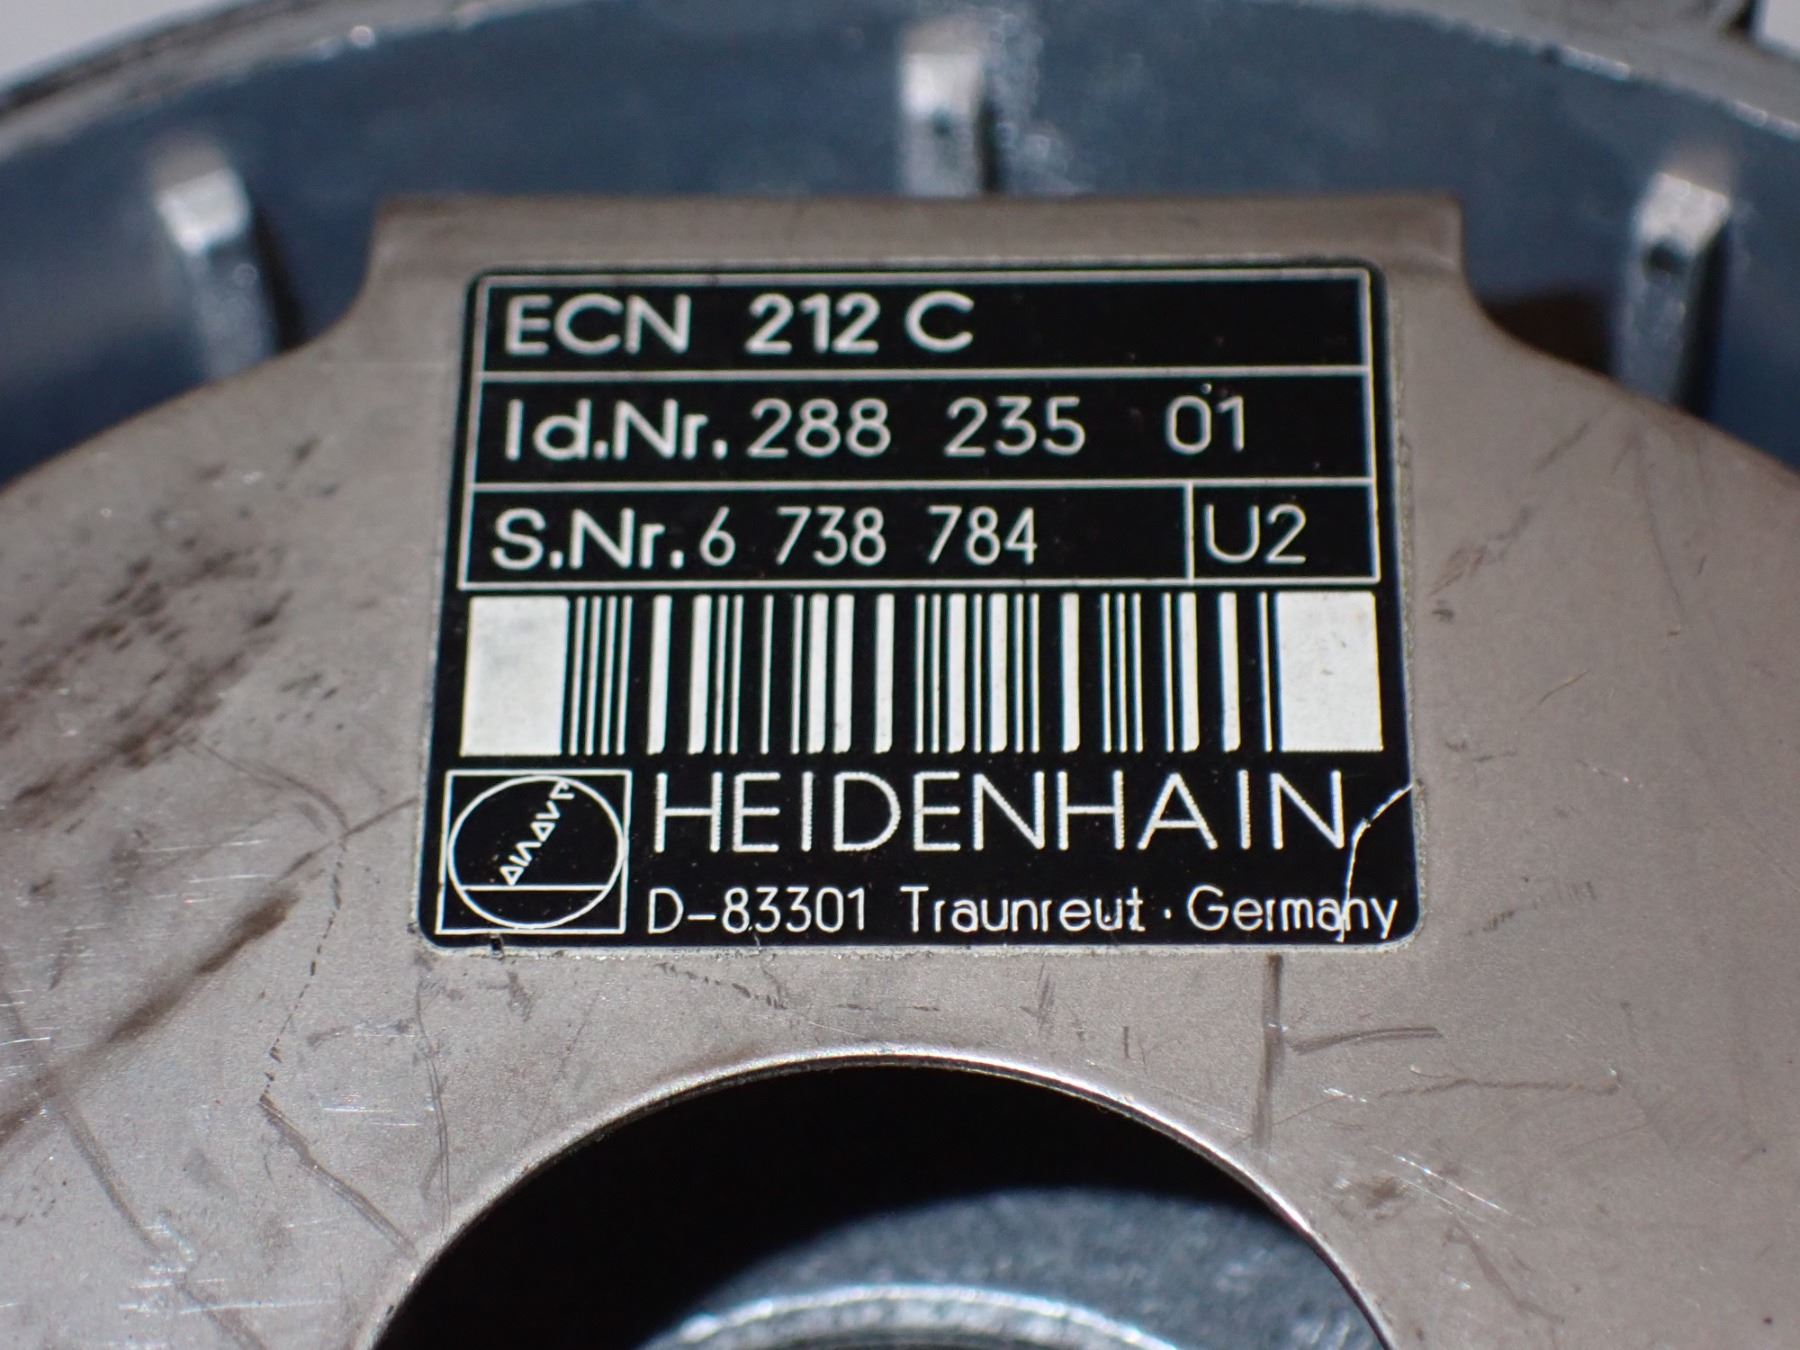 ECN 212 C
Id.Nr. 288 235 01
S.Nr. 6 738 784 U2
HEIDENHAIN
D-83301 Traunreut · Germany